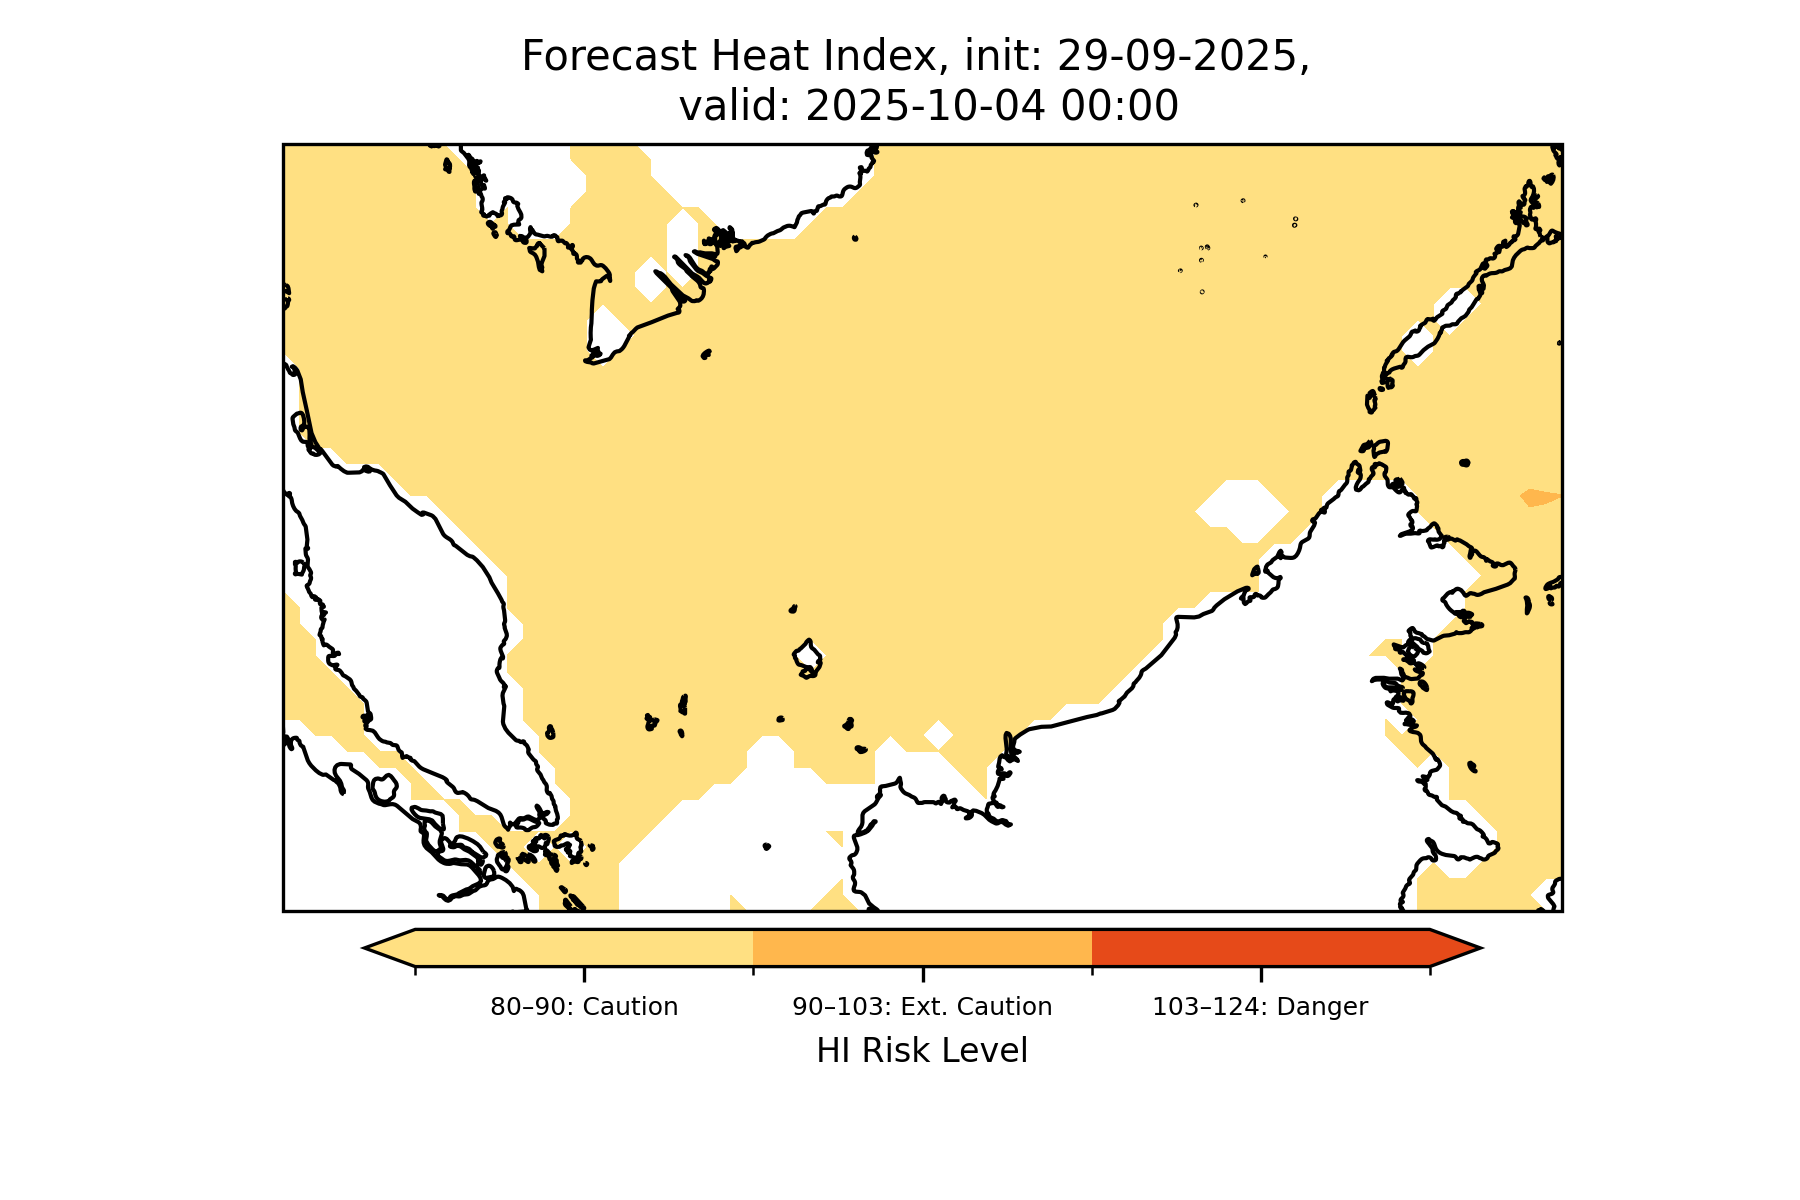 Forecast Heat Index, init: 29-09-2025,
valid: 2025-10-04 00:00
80–90: Caution
90–103: Ext. Caution
103–124: Danger
HI Risk Level